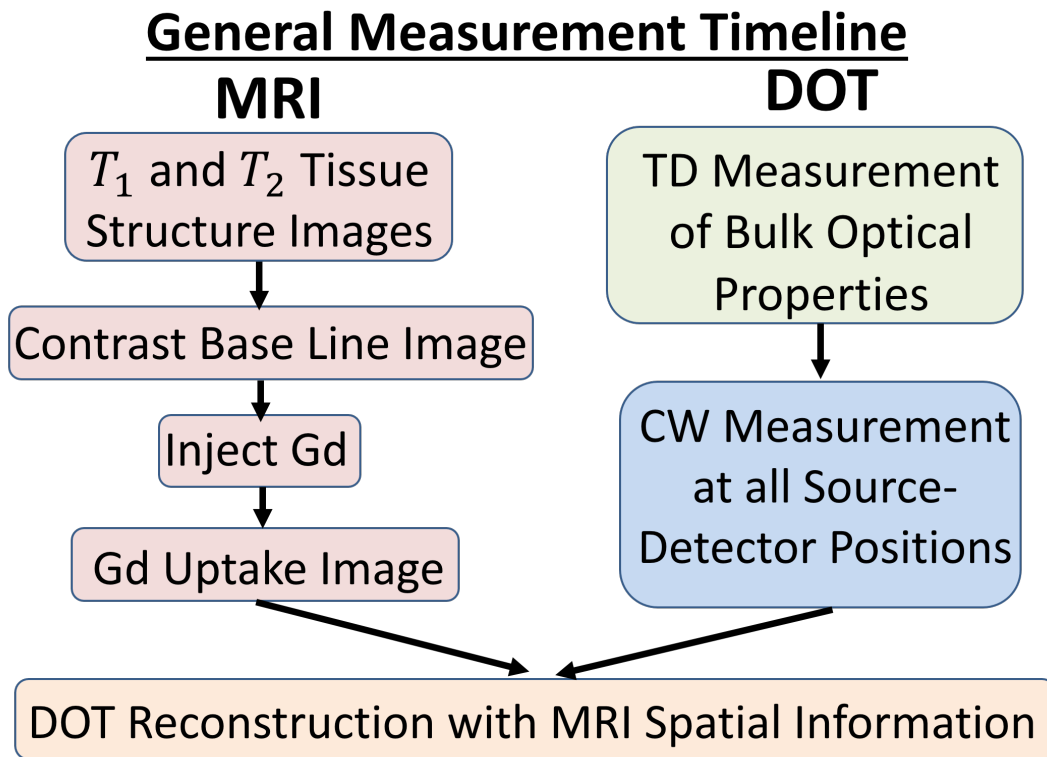 General Measurement Timeline
MRI
T₁ and T₂ Tissue
Structure Images
Contrast Base Line Image
Inject Gd
Gd Uptake Image
DOT
TD Measurement
of Bulk Optical
Properties
CW Measurement
at all Source-
Detector Positions
DOT Reconstruction with MRI Spatial Information